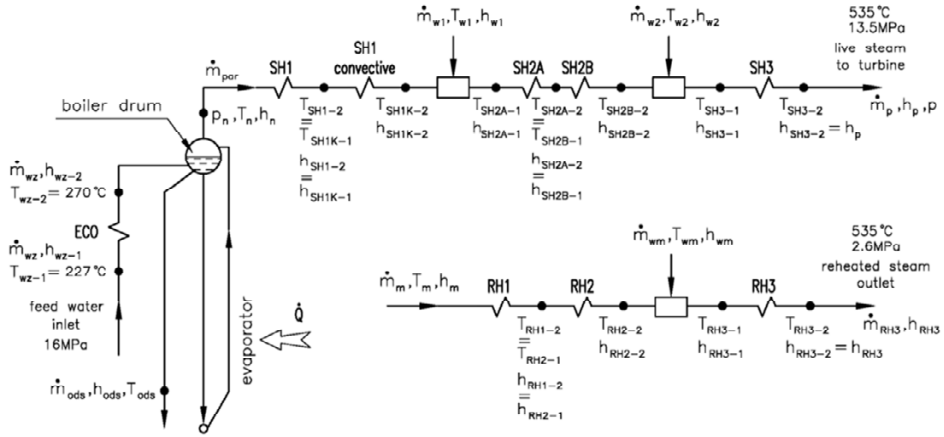 ṁw1, Tw1, hw1
ṁw2, Tw2, hw2
535°C
13.5MPa
live steam
to turbine
ṁpar
SH1
SH1
convective
SH2A
SH2B
SH3
boiler drum
pn, Tn, hn
TSH1-2
=
TSH1K-1
hSH1-2
=
hSH1K-1
TSH1K-2
hSH1K-2
TSH2A-1
hSH2A-1
TSH2A-2
=
TSH2B-1
hSH2A-2
=
hSH2B-1
TSH2B-2
hSH2B-2
TSH3-1
hSH3-1
TSH3-2
hSH3-2=hp
ṁp, hp, p
ṁwz, hwz-2
Twz-2=270°C
ECO
ṁwz, hwz-1
Twz-1=227°C
feed water
inlet
16MPa
ṁods, hods, Tods
evaporator
Q̇
ṁwm, Twm, hwm
535°C
2.6MPa
reheated steam
outlet
ṁm, Tm, hm
RH1
RH2
RH3
TRH1-2
=
TRH2-1
hRH1-2
=
hRH2-1
TRH2-2
hRH2-2
TRH3-1
hRH3-1
TRH3-2
hRH3-2=hRH3
ṁRH3, hRH3